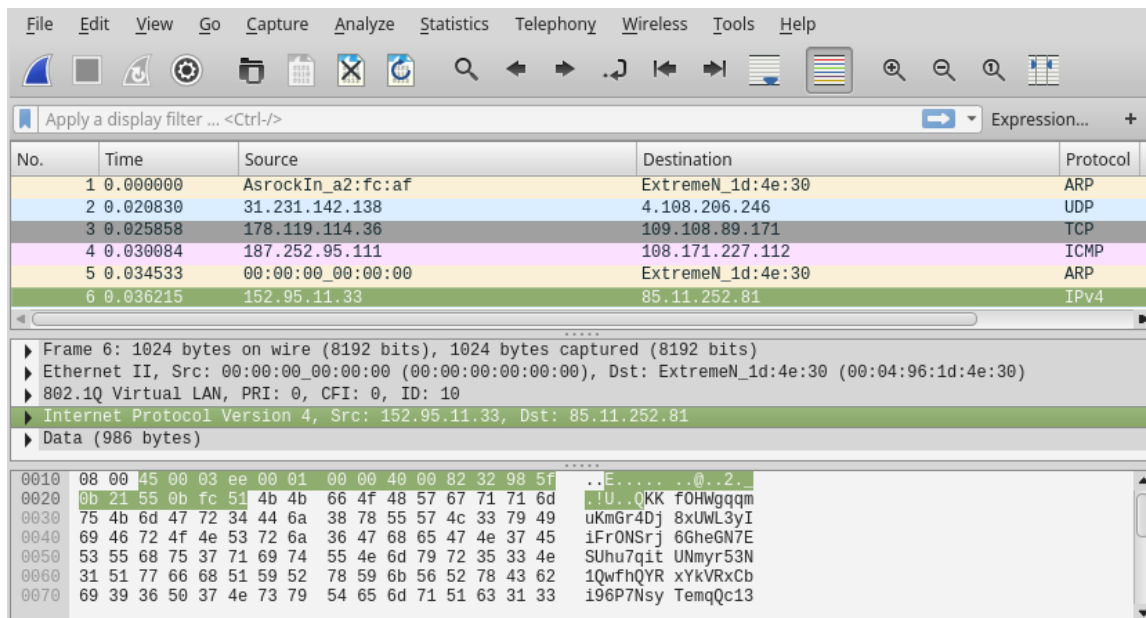 File Edit View Go Capture Analyze Statistics Telephony Wireless Tools Help
Apply a display filter ... <Ctrl-/> Expression... +
No. Time Source Destination Protocol
1 0.000000 AsrockIn_a2:fc:af ExtremeN_1d:4e:30 ARP
2 0.020830 31.231.142.138 4.108.206.246 UDP
3 0.025858 178.119.114.36 109.108.89.171 TCP
4 0.030084 187.252.95.111 108.171.227.112 ICMP
5 0.034533 00:00:00_00:00:00 ExtremeN_1d:4e:30 ARP
6 0.036215 152.95.11.33 85.11.252.81 IPv4
Frame 6: 1024 bytes on wire (8192 bits), 1024 bytes captured (8192 bits)
Ethernet II, Src: 00:00:00_00:00:00 (00:00:00:00:00:00), Dst: ExtremeN_1d:4e:30 (00:04:96:1d:4e:30)
802.1Q Virtual LAN, PRI: 0, CFI: 0, ID: 10
Internet Protocol Version 4, Src: 152.95.11.33, Dst: 85.11.252.81
Data (986 bytes)
0010 08 00 45 00 03 ee 00 01 00 00 40 00 82 32 98 5f ..E..... ..@..2._
0020 0b 21 55 0b fc 51 4b 4b 66 4f 48 57 67 71 71 6d .!U..QKK fOHWgqqm
0030 75 4b 6d 47 72 34 44 6a 38 78 55 57 4c 33 79 49 uKmGr4Dj 8xUWL3yI
0040 69 46 72 4f 4e 53 72 6a 36 47 68 65 47 4e 37 45 iFrONSrj 6GheGN7E
0050 53 55 68 75 37 71 69 74 55 4e 6d 79 72 35 33 4e SUhu7qit UNmyr53N
0060 31 51 77 66 68 51 59 52 78 59 6b 56 52 78 43 62 1QwfhQYR xYkVRxCb
0070 69 39 36 50 37 4e 73 79 54 65 6d 71 51 63 31 33 i96P7Nsy TemqQc13